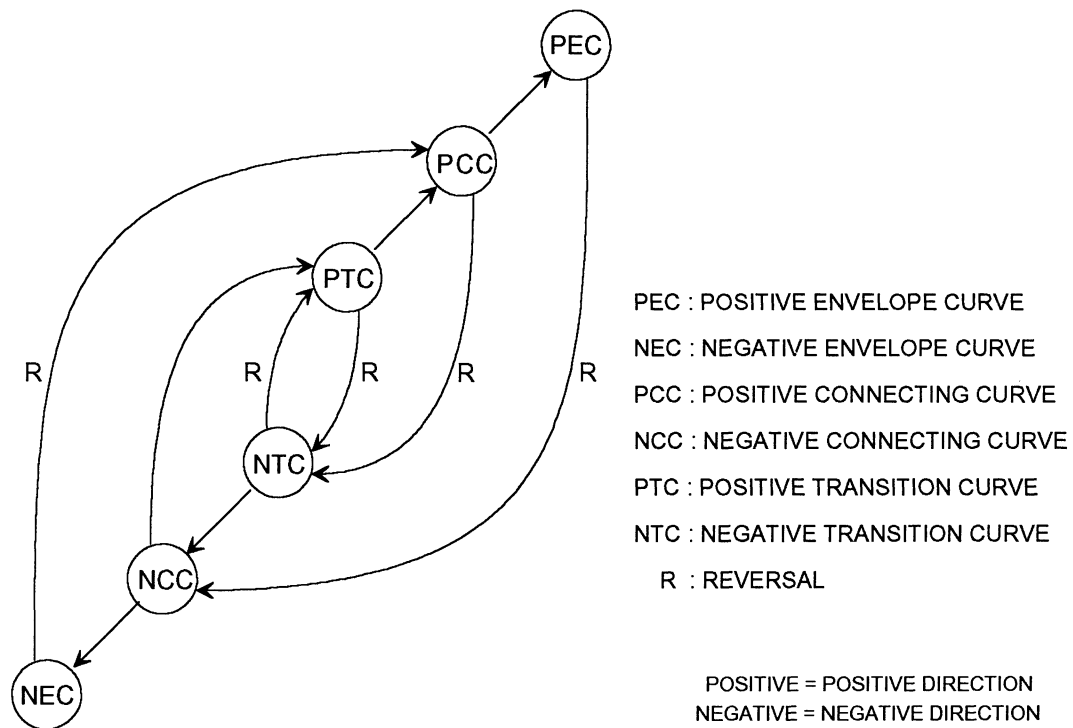 PEC
PCC
PTC
R
R
R
R
R
NTC
NCC
NEC
PEC : POSITIVE ENVELOPE CURVE
NEC : NEGATIVE ENVELOPE CURVE
PCC : POSITIVE CONNECTING CURVE
NCC : NEGATIVE CONNECTING CURVE
PTC : POSITIVE TRANSITION CURVE
NTC : NEGATIVE TRANSITION CURVE
R : REVERSAL
POSITIVE = POSITIVE DIRECTION
NEGATIVE = NEGATIVE DIRECTION